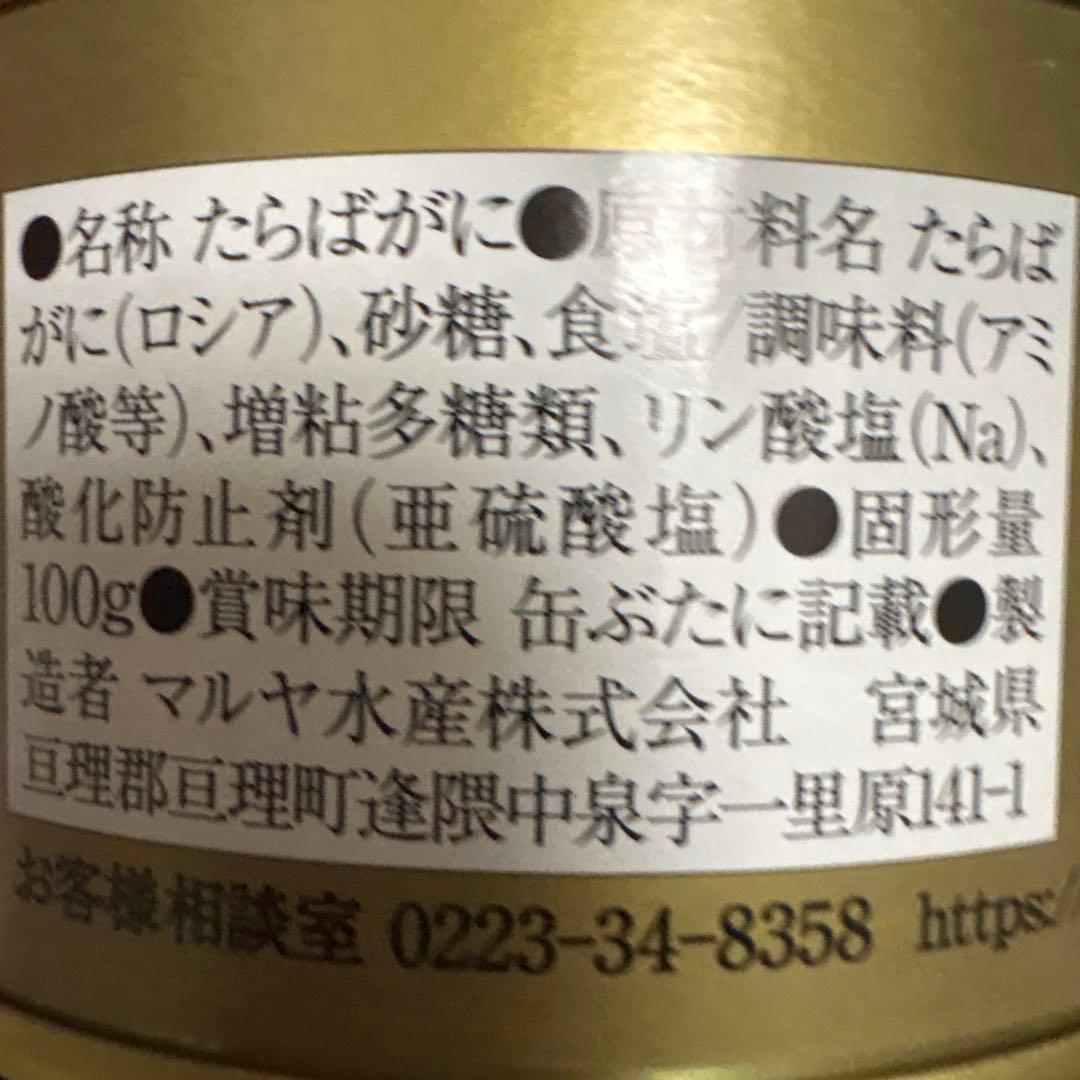 ●名称 たらばがに●原材料名 たらば
がに(ロシア)、砂糖、食塩/調味料(アミ
ノ酸等)、増粘多糖類、リン酸塩(Na)、
酸化防止剤(亜硫酸塩)●固形量
100g●賞味期限 缶ぶたに記載●製
造者 マルヤ水産株式会社 宮城県
亘理郡亘理町逢隈中泉字一里原141-1
お客様相談室 0223-34-8358 https:/